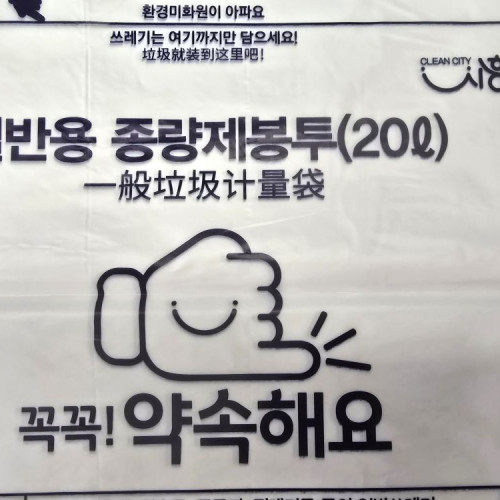 환경미화원이 아파요
쓰레기는 여기까지만 담으세요!
垃圾就装到这里吧!
CLEAN CITY
반용 종량제봉투(20ℓ)
一般垃圾计量袋
꼭꼭! 약속해요